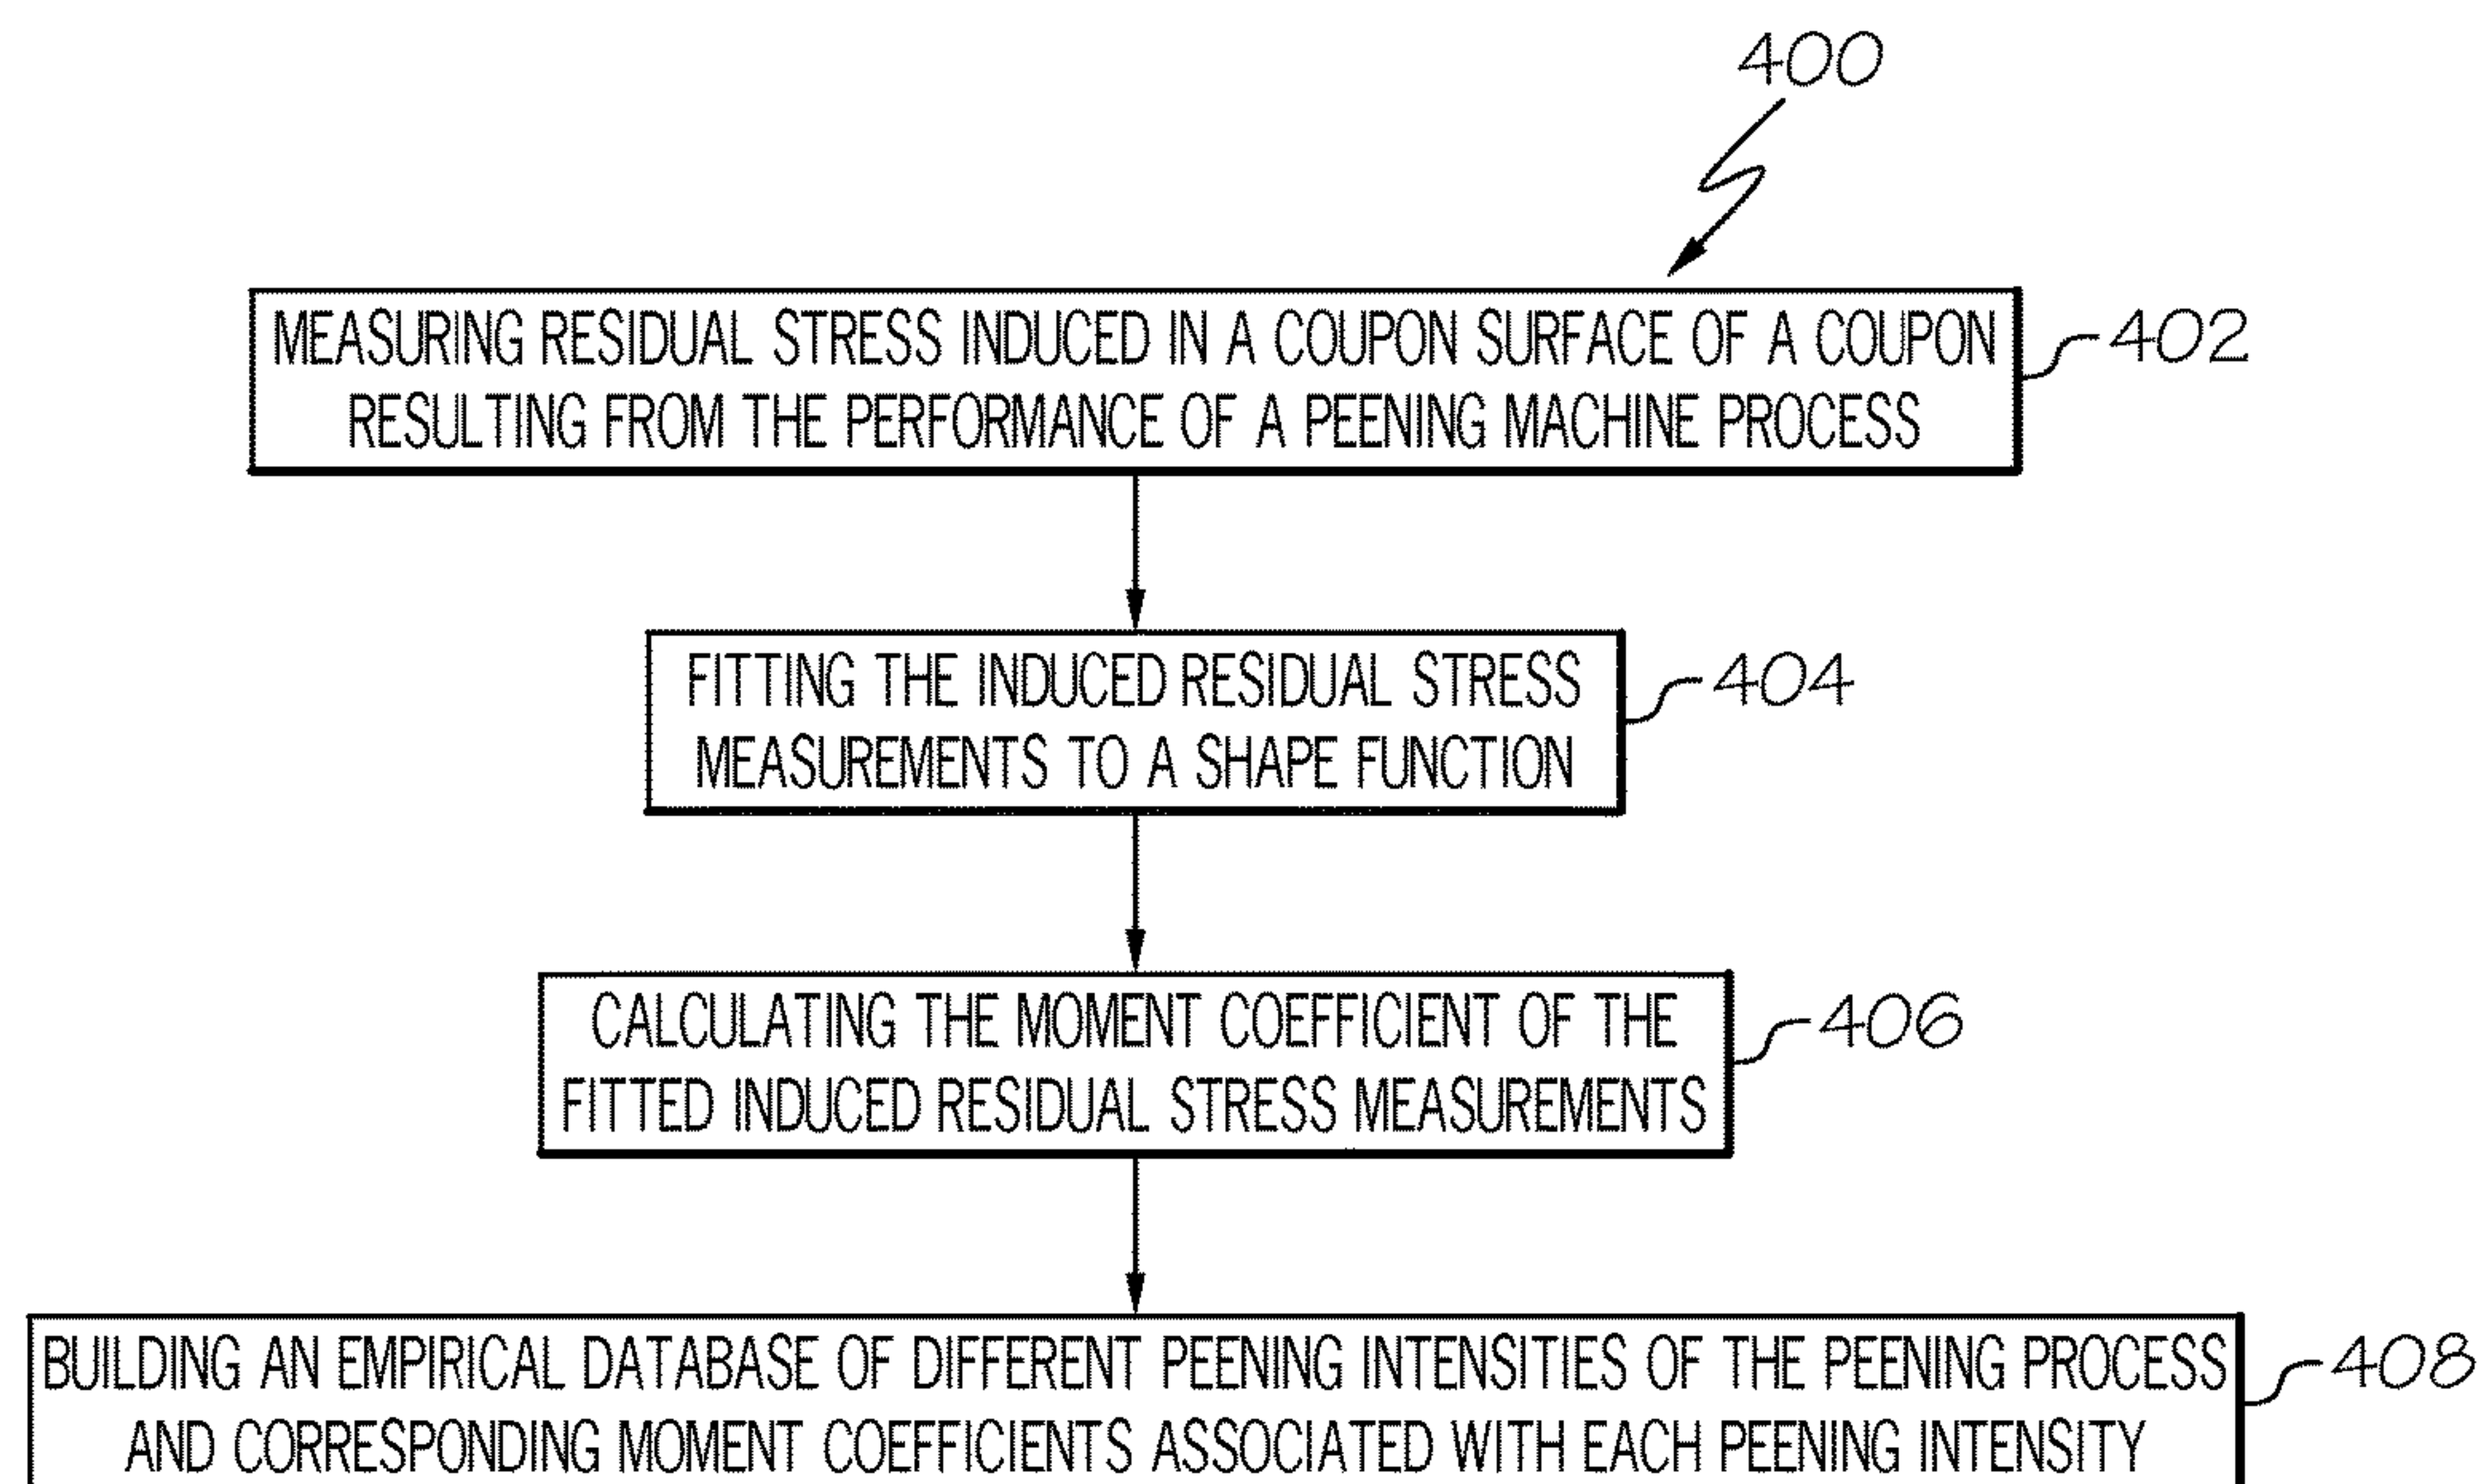 400
MEASURING RESIDUAL STRESS INDUCED IN A COUPON SURFACE OF A COUPON
RESULTING FROM THE PERFORMANCE OF A PEENING MACHINE PROCESS
402
FITTING THE INDUCED RESIDUAL STRESS
MEASUREMENTS TO A SHAPE FUNCTION
404
CALCULATING THE MOMENT COEFFICIENT OF THE
FITTED INDUCED RESIDUAL STRESS MEASUREMENTS
406
BUILDING AN EMPIRICAL DATABASE OF DIFFERENT PEENING INTENSITIES OF THE PEENING PROCESS
AND CORRESPONDING MOMENT COEFFICIENTS ASSOCIATED WITH EACH PEENING INTENSITY
408